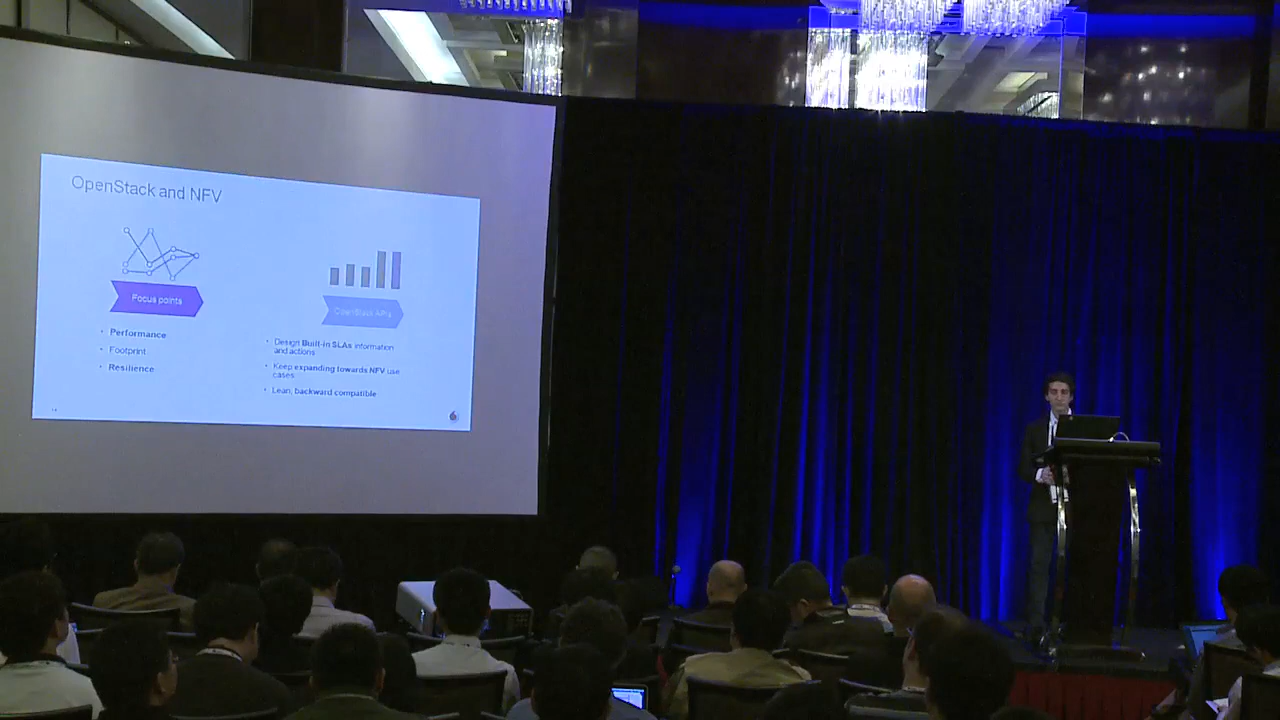 OpenStack and NFV
Focus points
OpenStack APIs
• Performance
• Footprint
• Resilience
• Design Built-in SLAs information
and actions
• Keep expanding towards NFV use
cases
• Lean, backward compatible